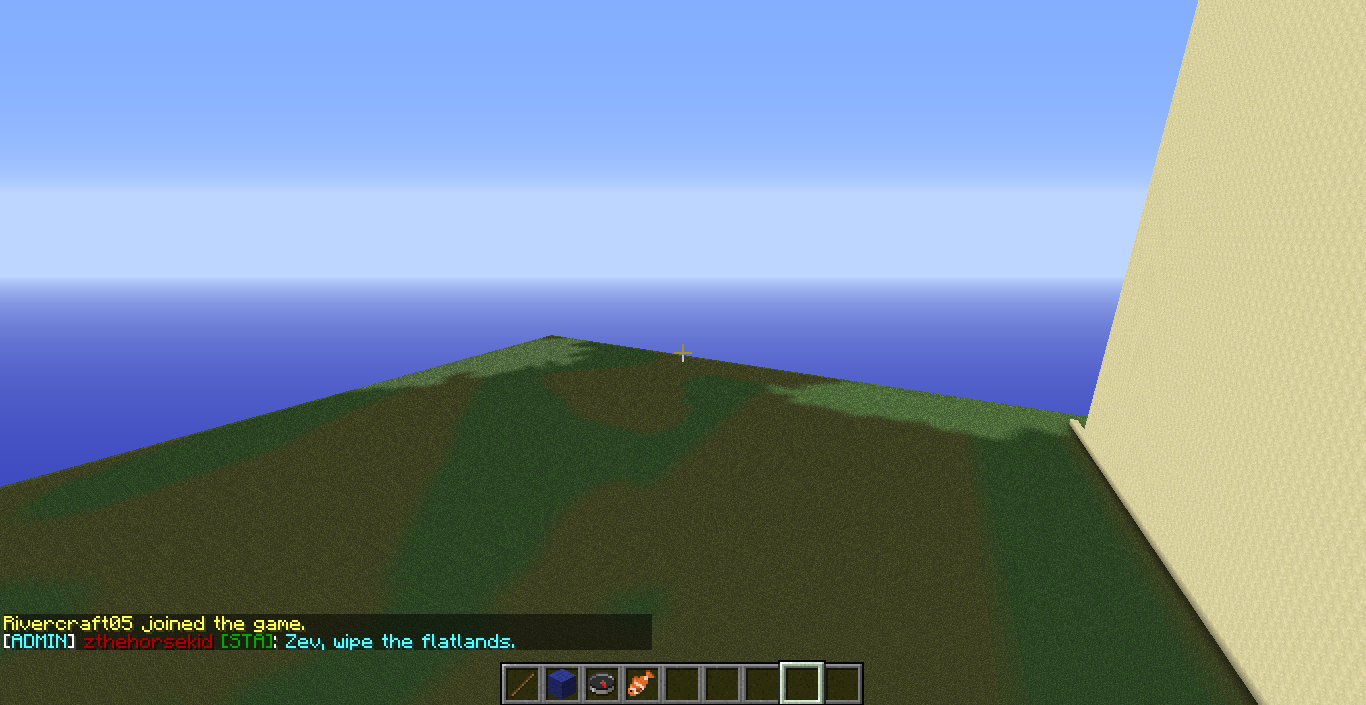 Rivercraft05 joined the game.
[ADMIN] zthehorsekid [STA]: Zev, wipe the flatlands.